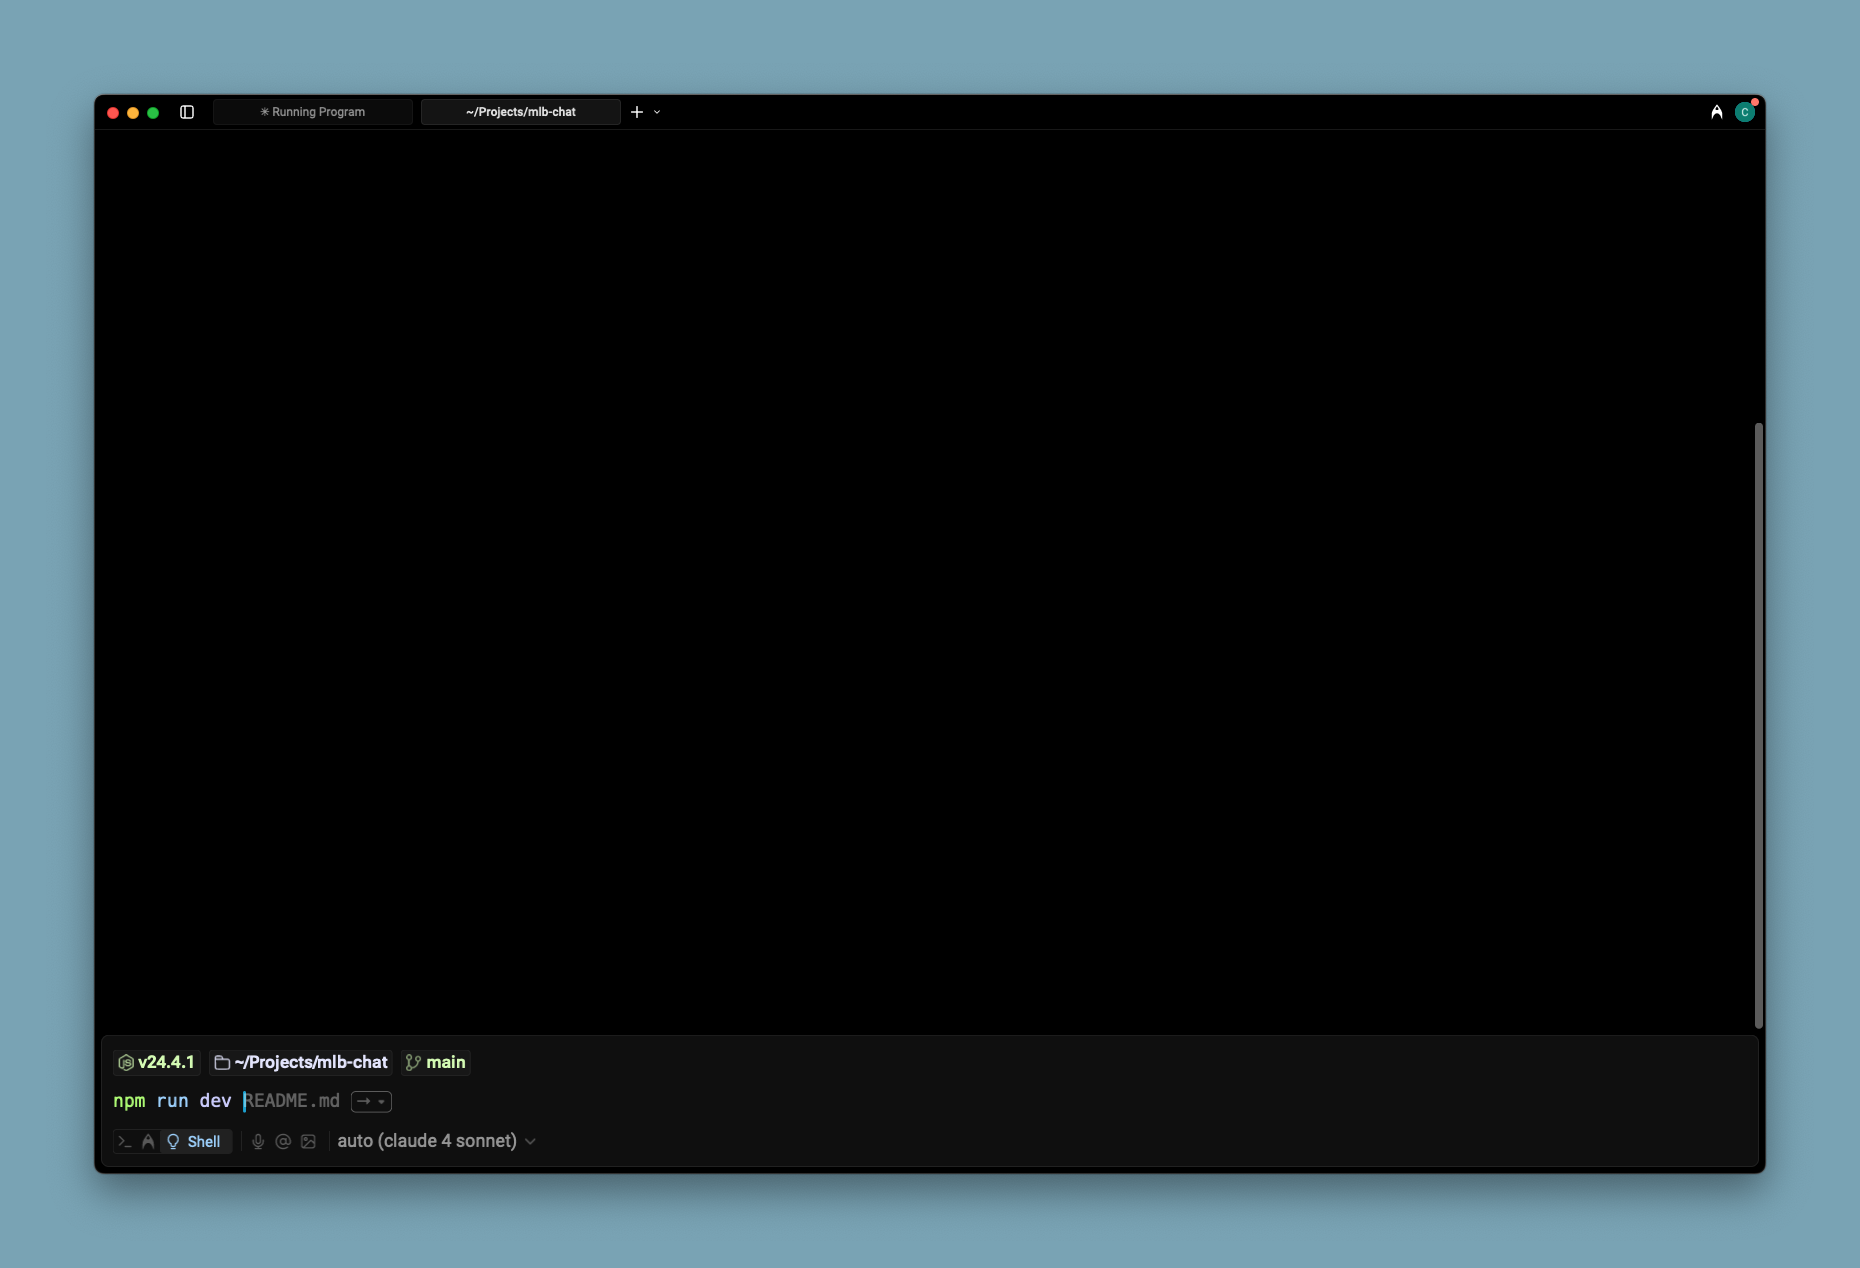 ✳ Running Program
~/Projects/mlb-chat
C
v24.4.1 ~/Projects/mlb-chat main
npm run dev README.md
Shell auto (claude 4 sonnet)